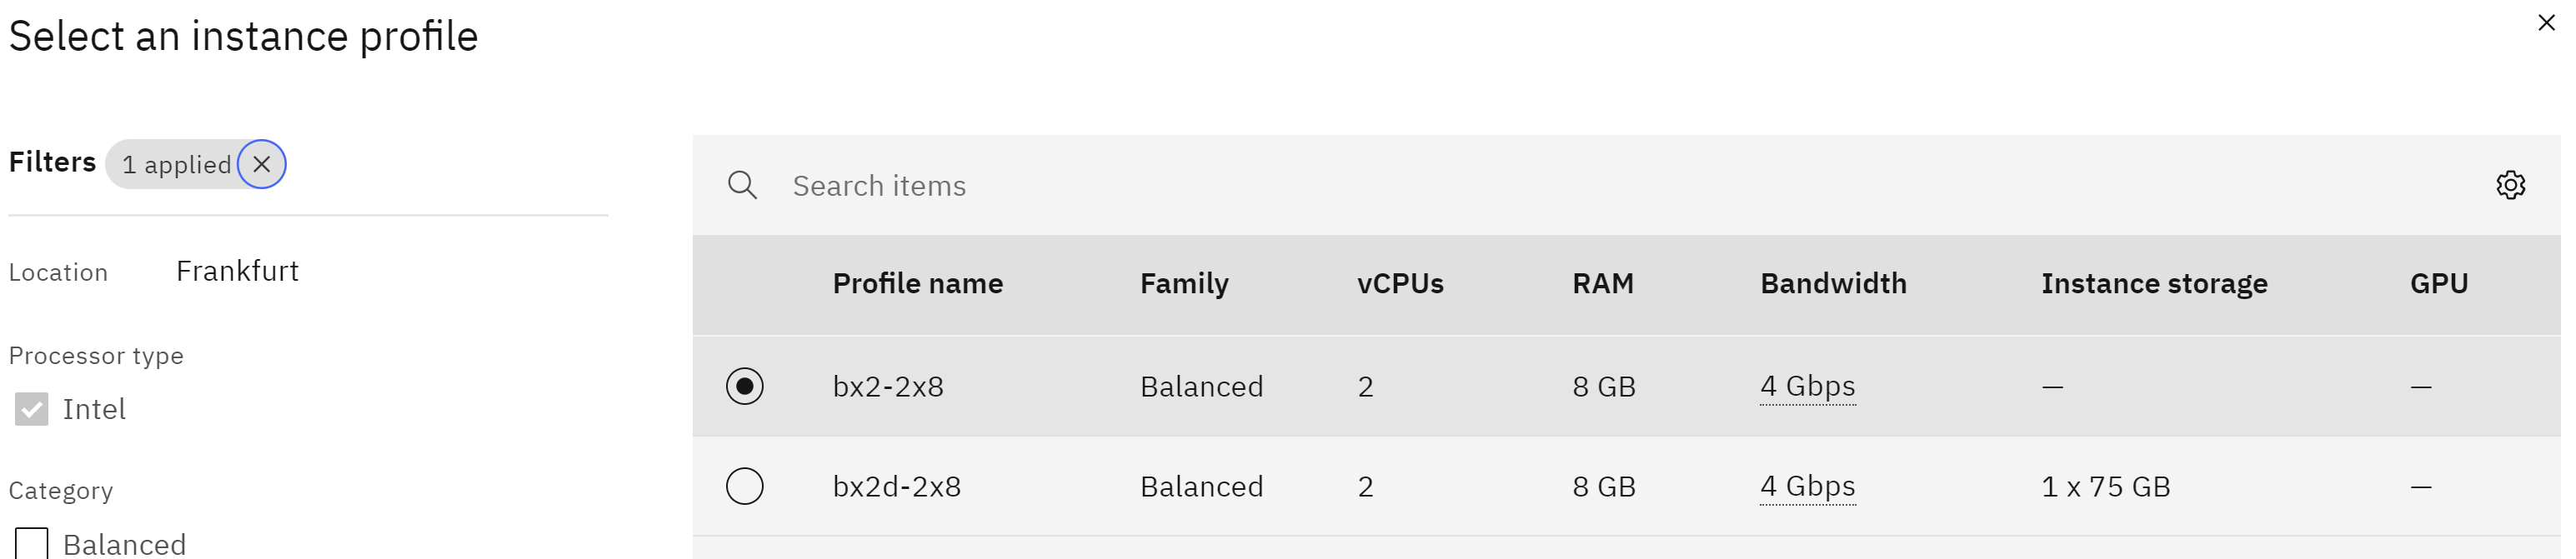 Select an instance profile
Filters 1 applied
Location Frankfurt
Processor type
Intel
Category
Balanced
Search items
Profile name Family vCPUs RAM Bandwidth Instance storage GPU
bx2-2x8 Balanced 2 8 GB 4 Gbps — —
bx2d-2x8 Balanced 2 8 GB 4 Gbps 1 x 75 GB —